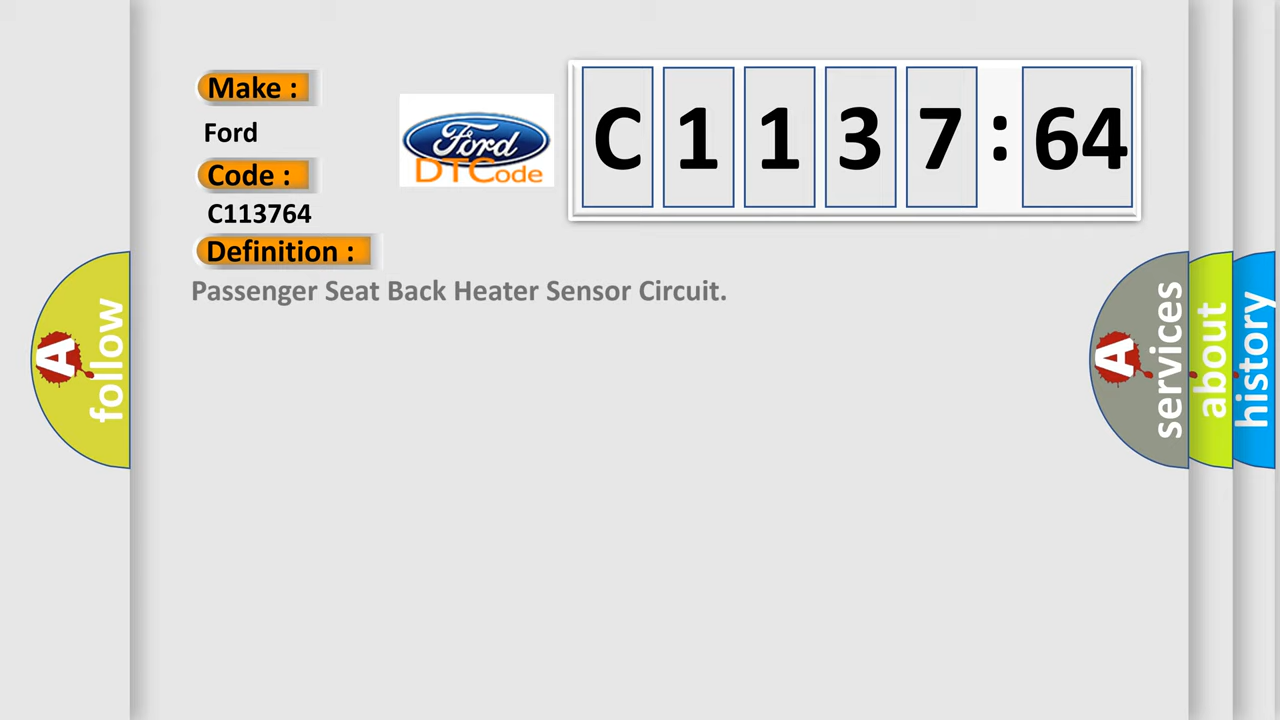 Make :
Ford
Code :
C113764
Definition :
Passenger Seat Back Heater Sensor Circuit.
Ford
DTCode
C 1 1 3 7 : 64
A follow
A services
about
history